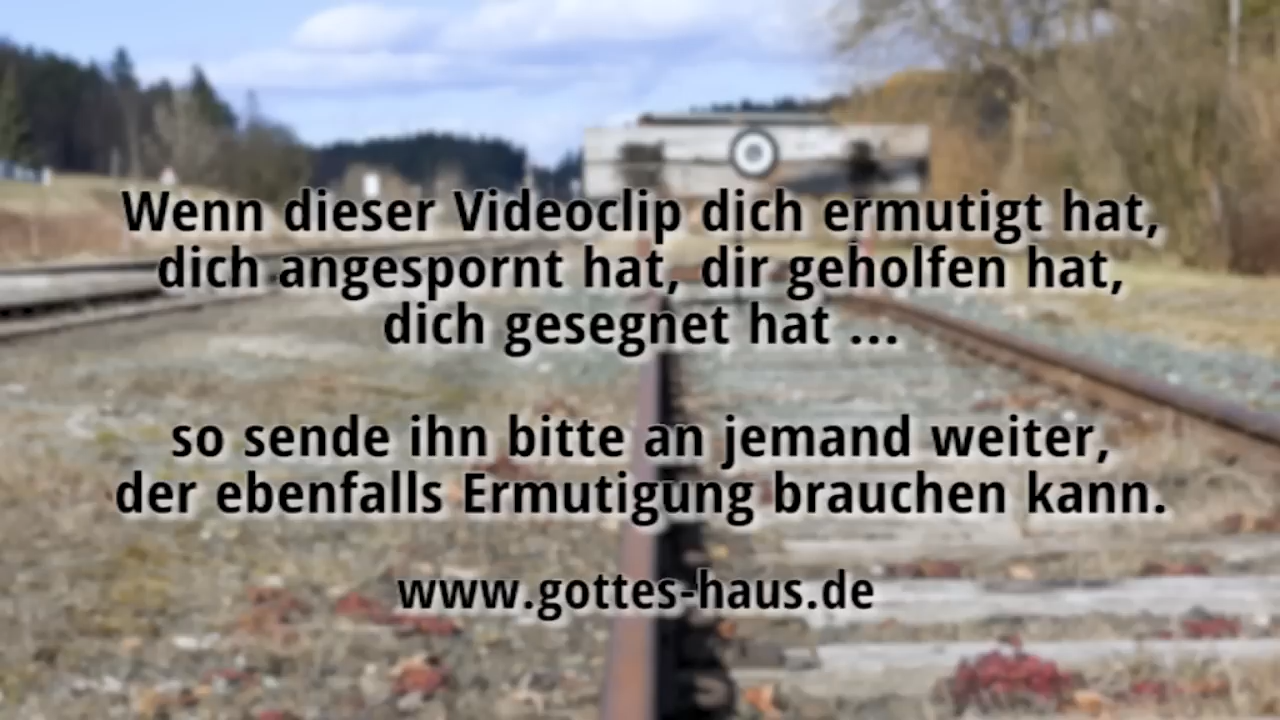 Wenn dieser Videoclip dich ermutigt hat,
dich angespornt hat, dir geholfen hat,
dich gesegnet hat ...
so sende ihn bitte an jemand weiter,
der ebenfalls Ermutigung brauchen kann.
www.gottes-haus.de